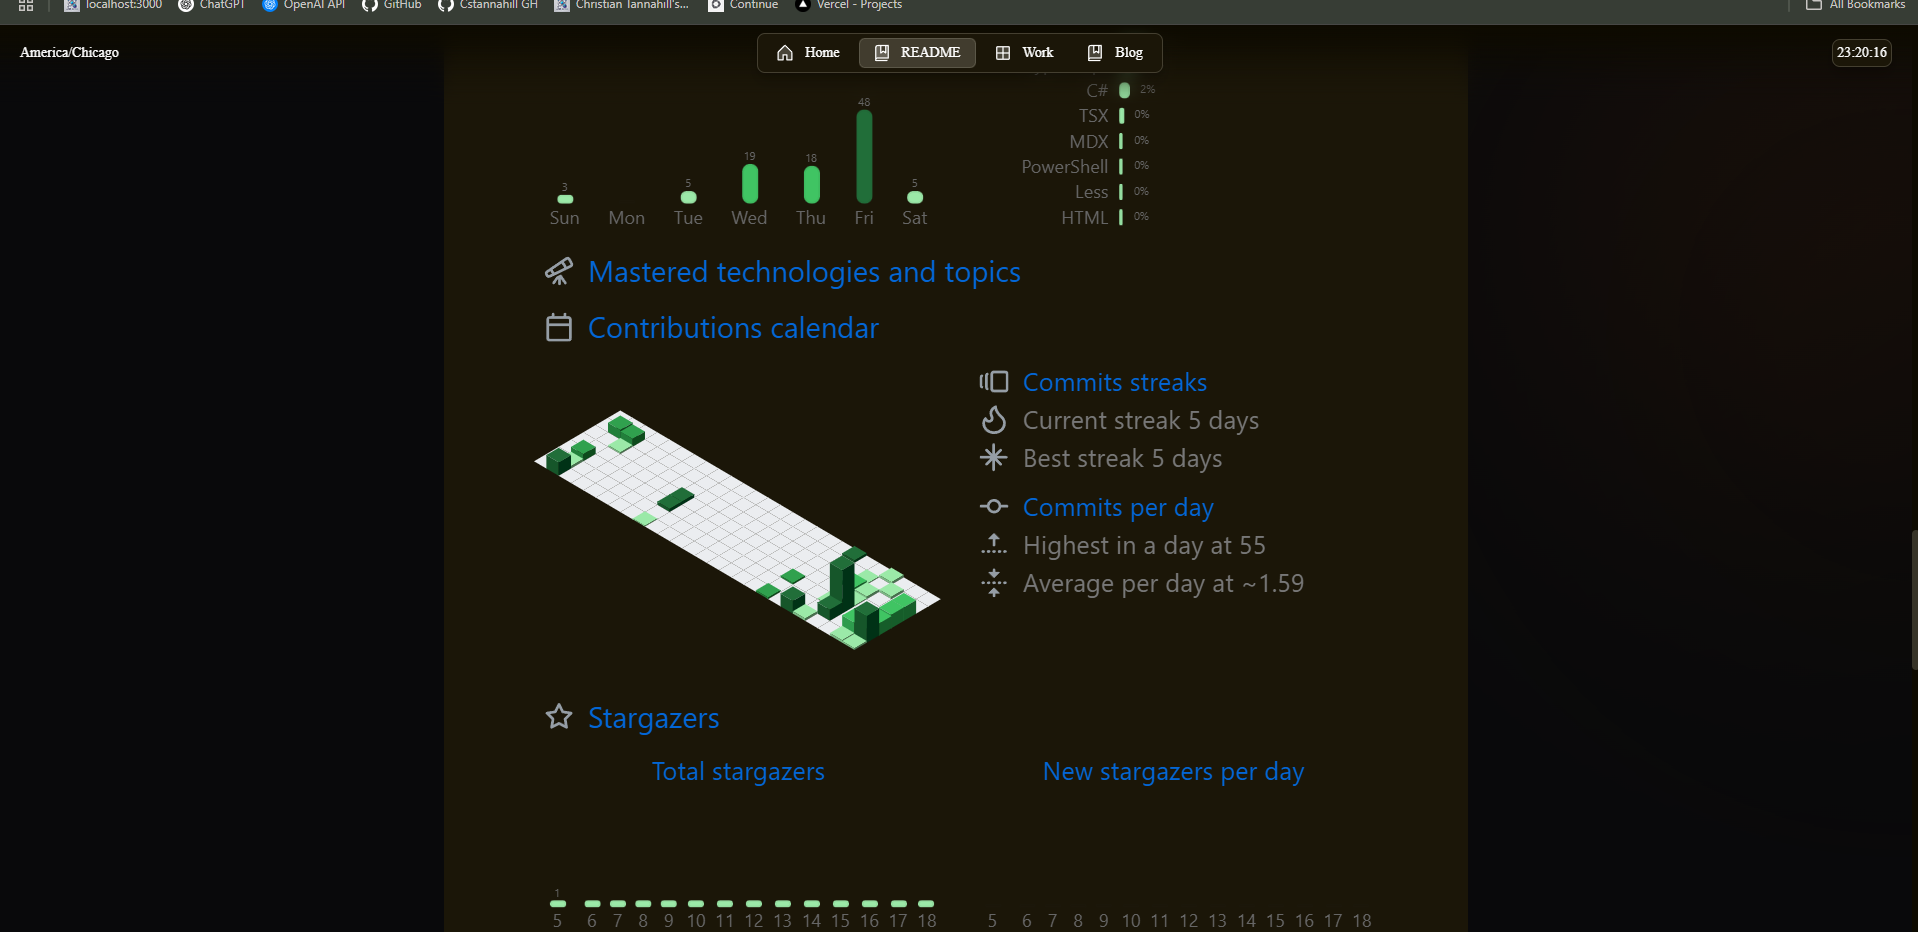 localhost:3000 ChatGPT OpenAI API GitHub Cstannahill GH Christian Tannahill's... Continue Vercel - Projects All Bookmarks
America/Chicago Home README Work Blog 23:20:16
C# 2%
TSX 0%
MDX 0%
PowerShell 0%
Less 0%
HTML 0%
48
19 18
3 5 5
Sun Mon Tue Wed Thu Fri Sat
Mastered technologies and topics
Contributions calendar
Commits streaks
Current streak 5 days
Best streak 5 days
Commits per day
Highest in a day at 55
Average per day at ~1.59
Stargazers
Total stargazers New stargazers per day
1
5 6 7 8 9 10 11 12 13 14 15 16 17 18 5 6 7 8 9 10 11 12 13 14 15 16 17 18